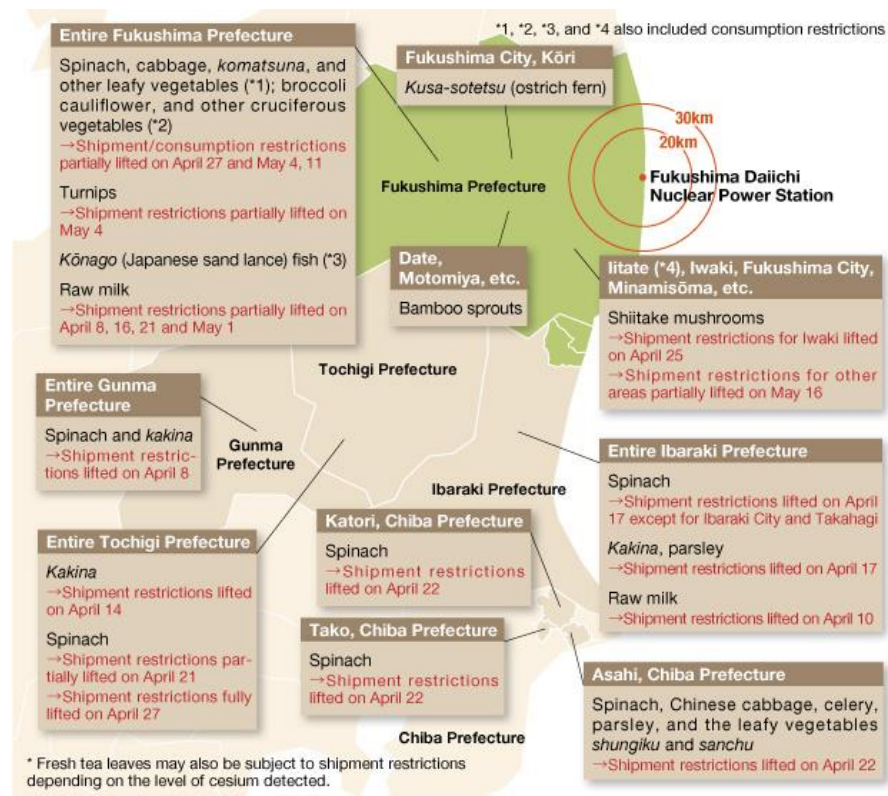 *1, *2, *3, and *4 also included consumption restrictions
Entire Fukushima Prefecture
Spinach, cabbage, komatsuna, and
other leafy vegetables (*1); broccoli
cauliflower, and other cruciferous
vegetables (*2)
→Shipment/consumption restrictions
partially lifted on April 27 and May 4, 11
Turnips
→Shipment restrictions partially lifted on
May 4
Kōnago (Japanese sand lance) fish (*3)
Raw milk
→Shipment restrictions partially lifted on
April 8, 16, 21 and May 1
Fukushima City, Kōri
Kusa-sotetsu (ostrich fern)
30km
20km
Fukushima Daiichi
Nuclear Power Station
Fukushima Prefecture
Date,
Motomiya, etc.
Bamboo sprouts
Iitate (*4), Iwaki, Fukushima City,
Minamisōma, etc.
Shiitake mushrooms
→Shipment restrictions for Iwaki lifted
on April 25
→Shipment restrictions for other
areas partially lifted on May 16
Tochigi Prefecture
Entire Gunma
Prefecture
Spinach and kakina
→Shipment restric-
tions lifted on April 8
Gunma
Prefecture
Ibaraki Prefecture
Entire Ibaraki Prefecture
Spinach
→Shipment restrictions lifted on April
17 except for Ibaraki City and Takahagi
Kakina, parsley
→Shipment restrictions lifted on April 17
Raw milk
→Shipment restrictions lifted on April 10
Entire Tochigi Prefecture
Kakina
→Shipment restrictions lifted
on April 14
Spinach
→Shipment restrictions par-
tially lifted on April 21
→Shipment restrictions fully
lifted on April 27
Katori, Chiba Prefecture
Spinach
→Shipment restrictions
lifted on April 22
Tako, Chiba Prefecture
Spinach
→Shipment restrictions
lifted on April 22
Asahi, Chiba Prefecture
Spinach, Chinese cabbage, celery,
parsley, and the leafy vegetables
shungiku and sanchu
→Shipment restrictions lifted on April 22
Chiba Prefecture
* Fresh tea leaves may also be subject to shipment restrictions
depending on the level of cesium detected.